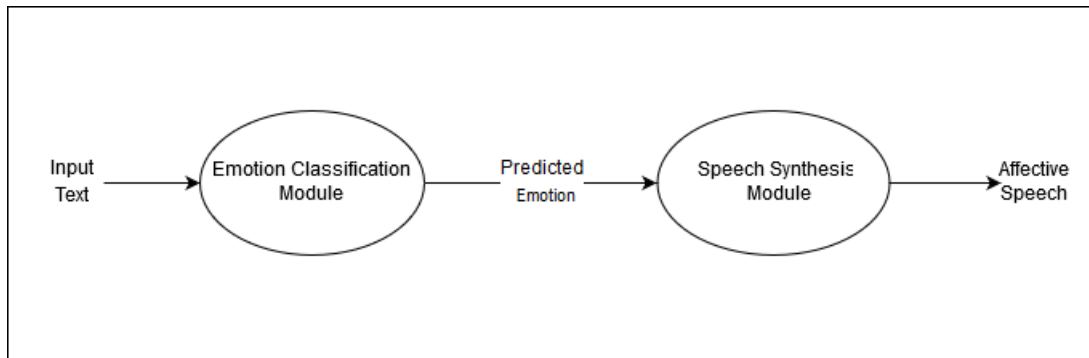 Input
Text
Emotion Classification
Module
Predicted
Emotion
Speech Synthesis
Module
Affective
Speech